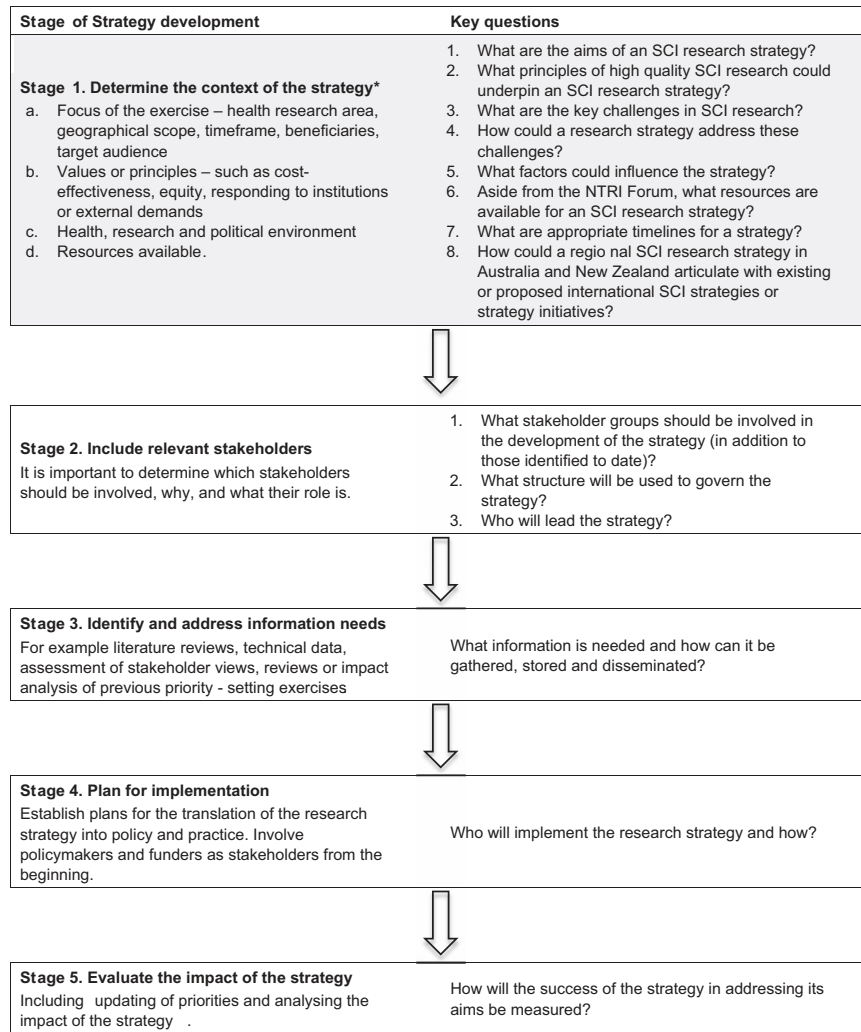 Stage of Strategy development
Key questions
Stage 1. Determine the context of the strategy*
a. Focus of the exercise – health research area,
geographical scope, timeframe, beneficiaries,
target audience
b. Values or principles – such as cost-
effectiveness, equity, responding to institutions
or external demands
c. Health, research and political environment
d. Resources available.
1. What are the aims of an SCI research strategy?
2. What principles of high quality SCI research could
underpin an SCI research strategy?
3. What are the key challenges in SCI research?
4. How could a research strategy address these
challenges?
5. What factors could influence the strategy?
6. Aside from the NTRI Forum, what resources are
available for an SCI research strategy?
7. What are appropriate timelines for a strategy?
8. How could a regio nal SCI research strategy in
Australia and New Zealand articulate with existing
or proposed international SCI strategies or
strategy initiatives?
Stage 2. Include relevant stakeholders
It is important to determine which stakeholders
should be involved, why, and what their role is.
1. What stakeholder groups should be involved in
the development of the strategy (in addition to
those identified to date)?
2. What structure will be used to govern the
strategy?
3. Who will lead the strategy?
Stage 3. Identify and address information needs
For example literature reviews, technical data,
assessment of stakeholder views, reviews or impact
analysis of previous priority - setting exercises
What information is needed and how can it be
gathered, stored and disseminated?
Stage 4. Plan for implementation
Establish plans for the translation of the research
strategy into policy and practice. Involve
policymakers and funders as stakeholders from the
beginning.
Who will implement the research strategy and how?
Stage 5. Evaluate the impact of the strategy
Including updating of priorities and analysing the
impact of the strategy .
How will the success of the strategy in addressing its
aims be measured?